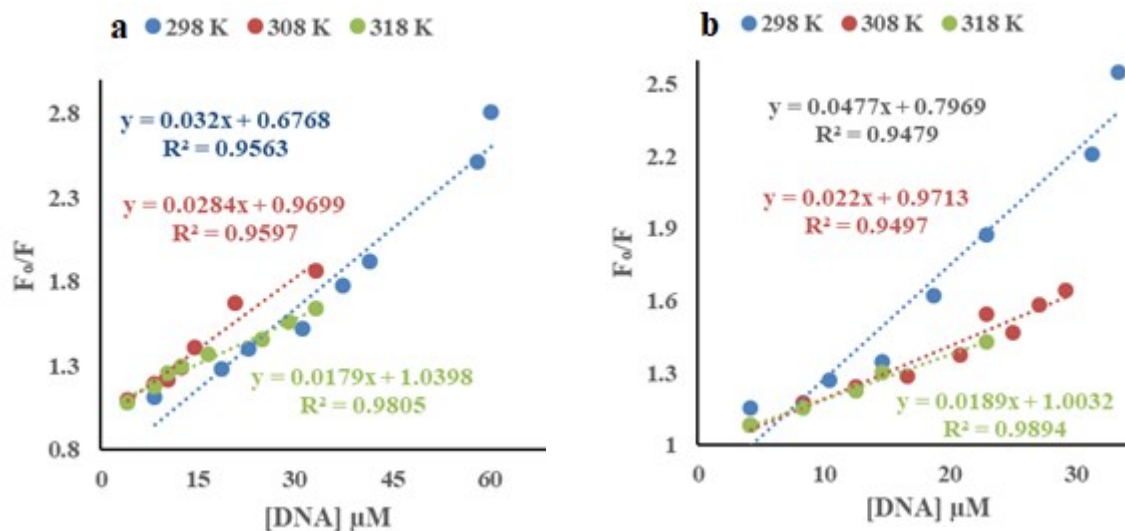 a 298 K 308 K 318 K
2.8
2.3
1.8
1.3
0.8
F₀/F
y = 0.032x + 0.6768
R² = 0.9563
y = 0.0284x + 0.9699
R² = 0.9597
y = 0.0179x + 1.0398
R² = 0.9805
0 15 30 45 60
[DNA] µM
b 298 K 308 K 318 K
2.5
2.2
1.9
1.6
1.3
1
F₀/F
y = 0.0477x + 0.7969
R² = 0.9479
y = 0.022x + 0.9713
R² = 0.9497
y = 0.0189x + 1.0032
R² = 0.9894
0 10 20 30
[DNA] µM